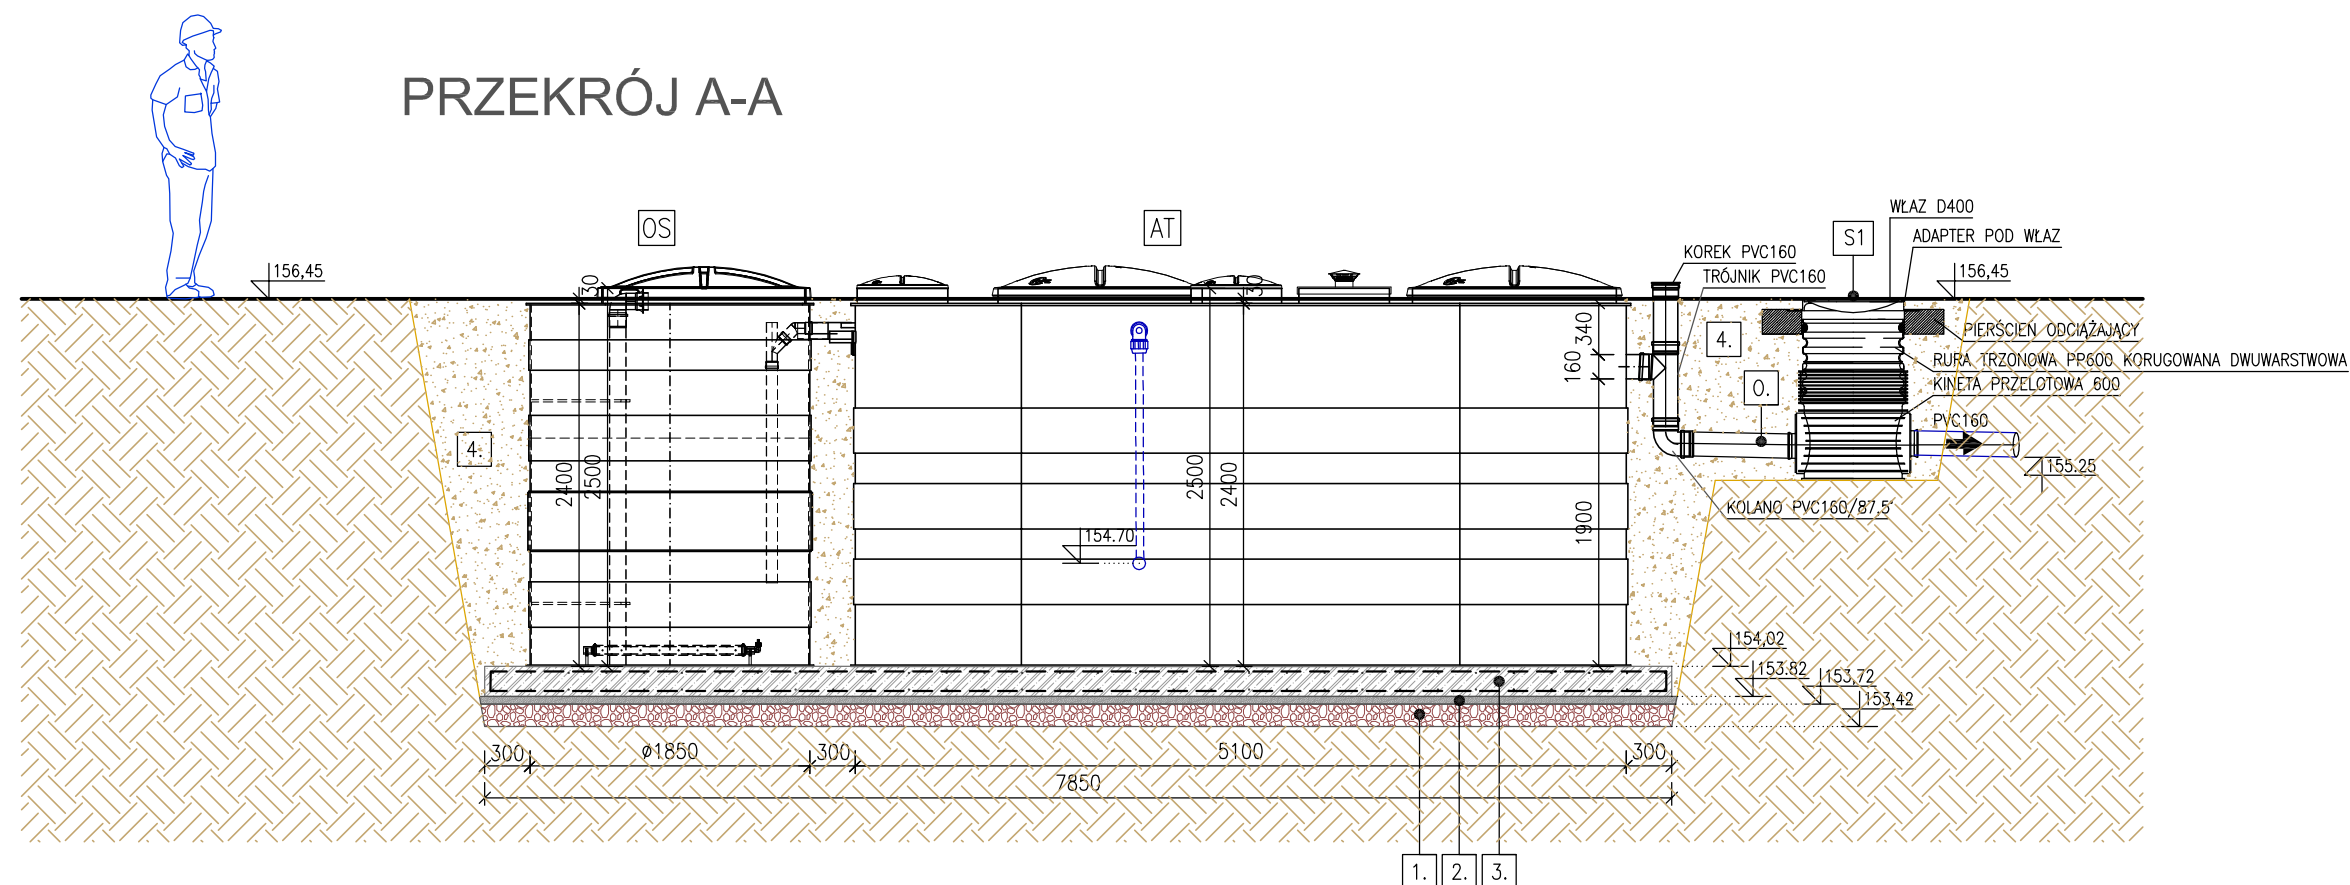 PRZEKRÓJ A-A
OS
AT
S1
WŁAZ D400
ADAPTER POD WŁAZ
KOREK PVC160
TRÓJNIK PVC160
156,45
156,45
30
30
340
160
4.
PIERŚCIEŃ ODCIĄŻAJĄCY
RURA TRZONOWA PP600 KORUGOWANA DWUWARSTWOWA
KINETA PRZELOTOWA 600
O.
PVC160
4.
2400
2500
2500
2400
1900
155.25
KOLANO PVC160/87.5°
154.70
154,02
153.82
153,72
153,42
300
ø1850
300
5100
300
7850
1.
2.
3.